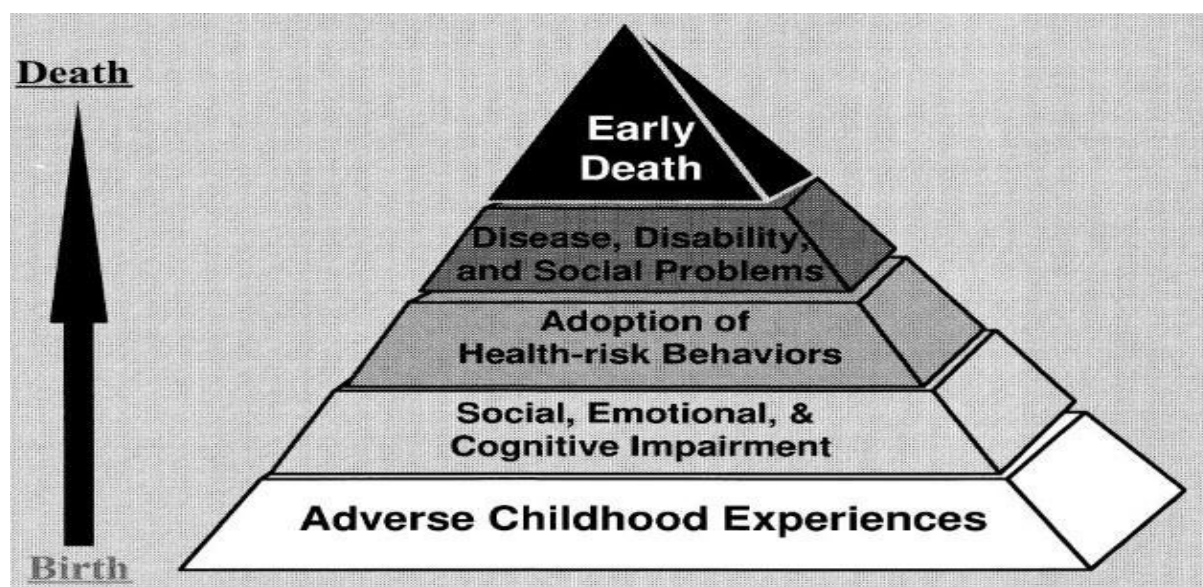 Death
Early
Death
Disease, Disability,
and Social Problems
Adoption of
Health-risk Behaviors
Social, Emotional, &
Cognitive Impairment
Adverse Childhood Experiences
Birth